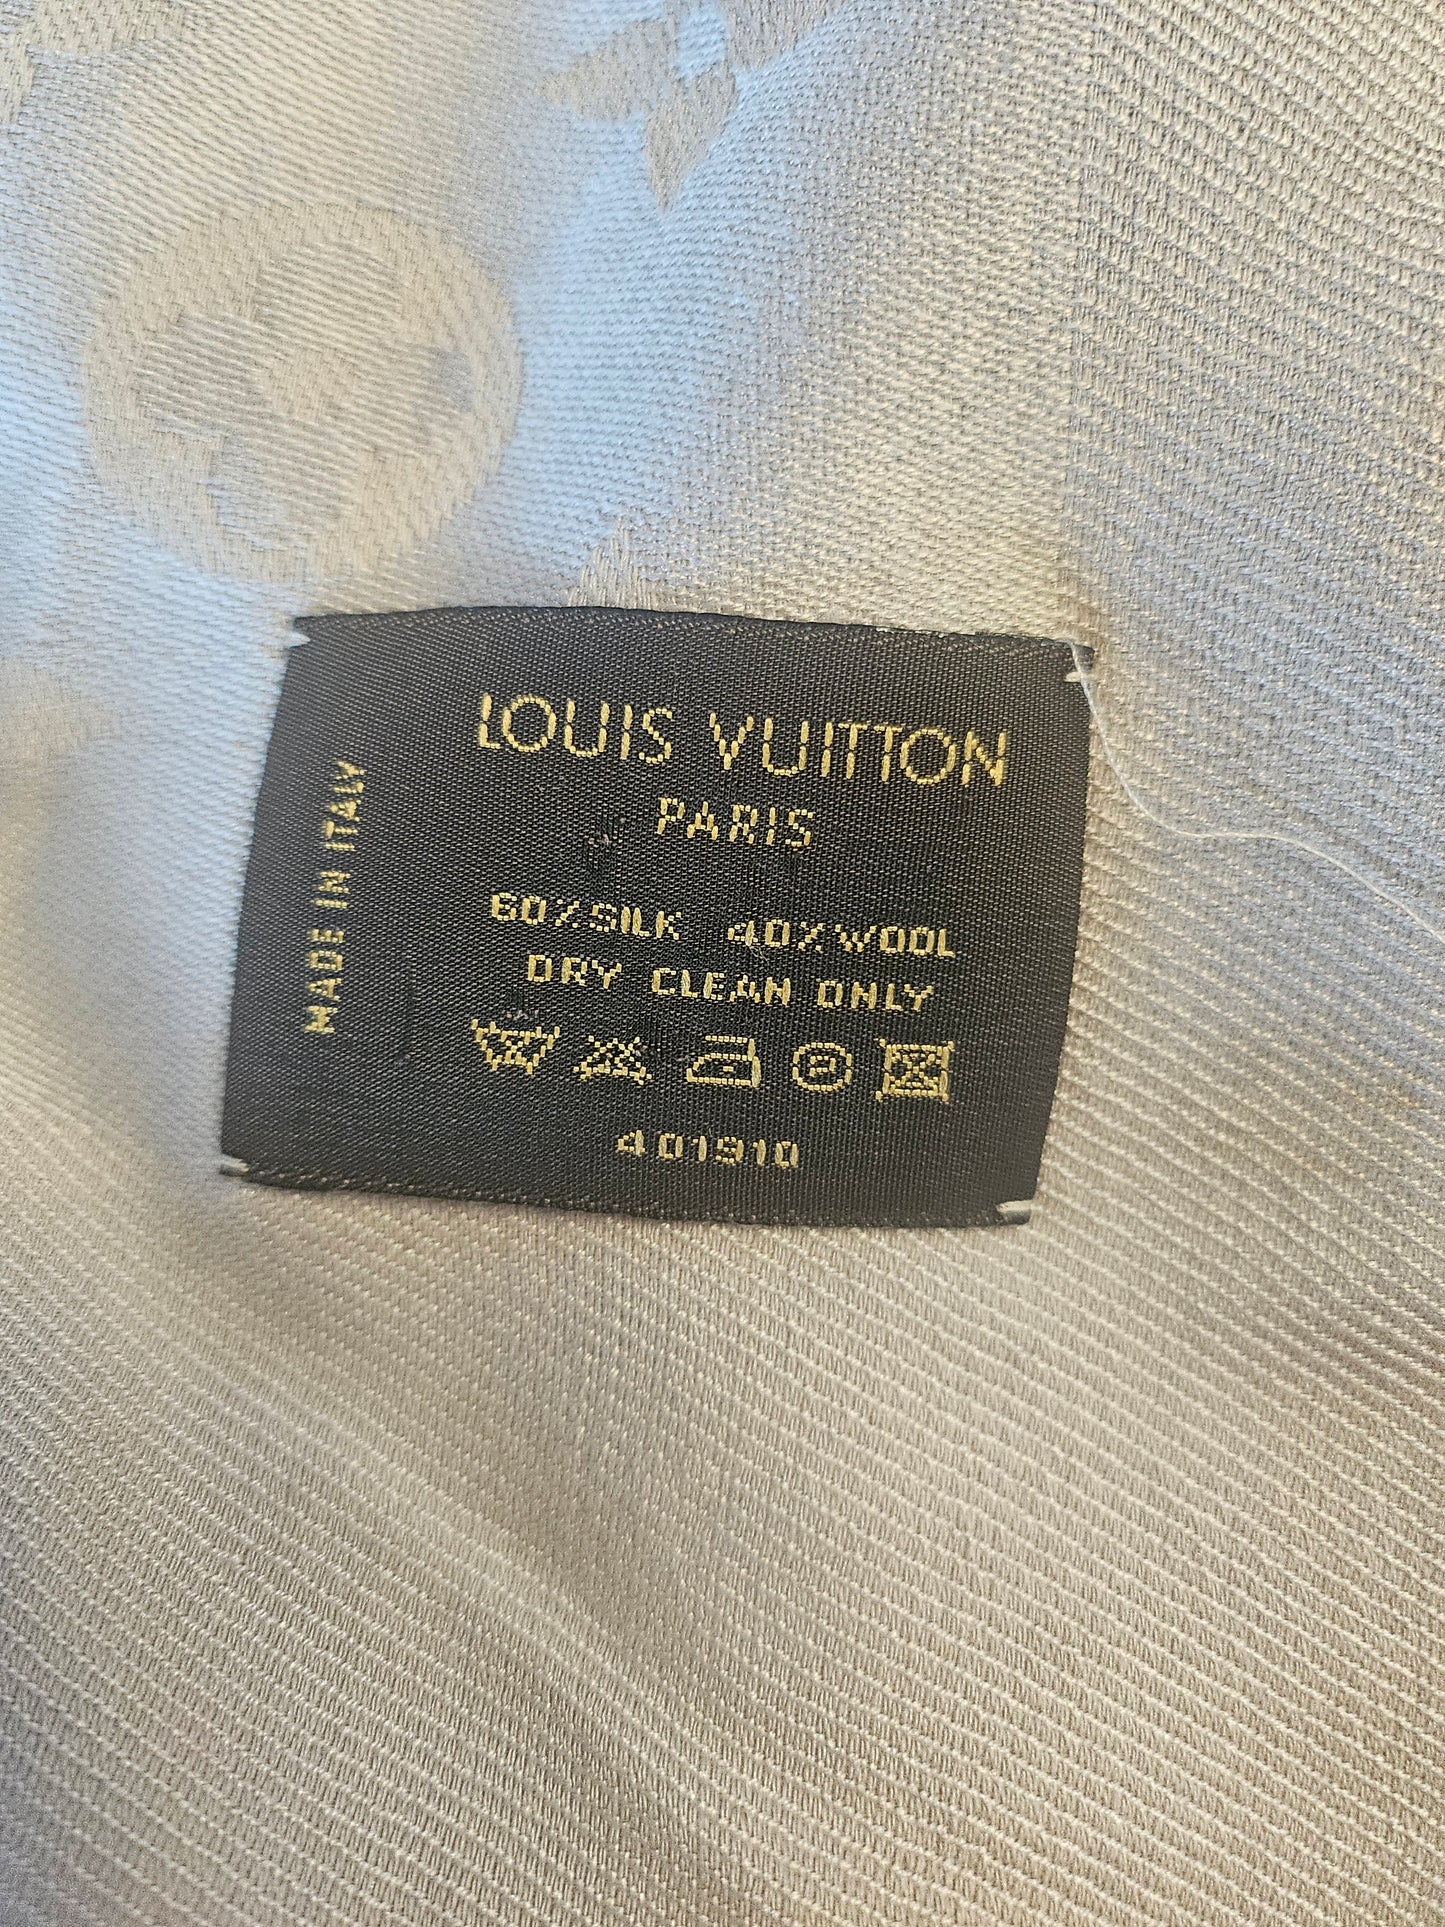 LOUIS VUITTON
PARIS
60%SILK 40%WOOL
DRY CLEAN ONLY
P
401910
MADE IN ITALY